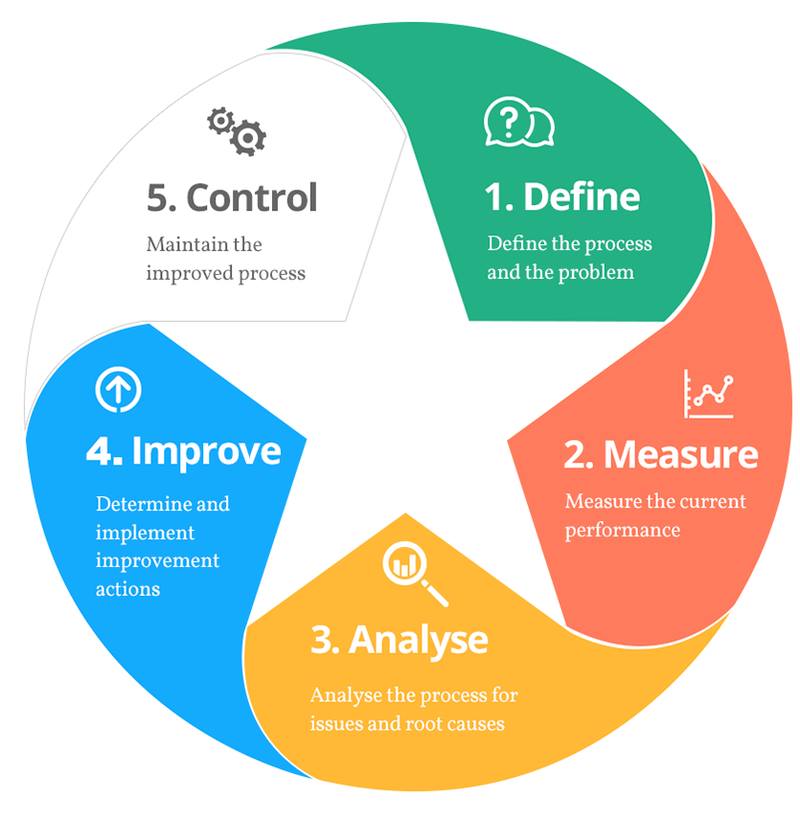 1. Define
Define the process
and the problem
2. Measure
Measure the current
performance
3. Analyse
Analyse the process for
issues and root causes
4. Improve
Determine and
implement
improvement
actions
5. Control
Maintain the
improved process